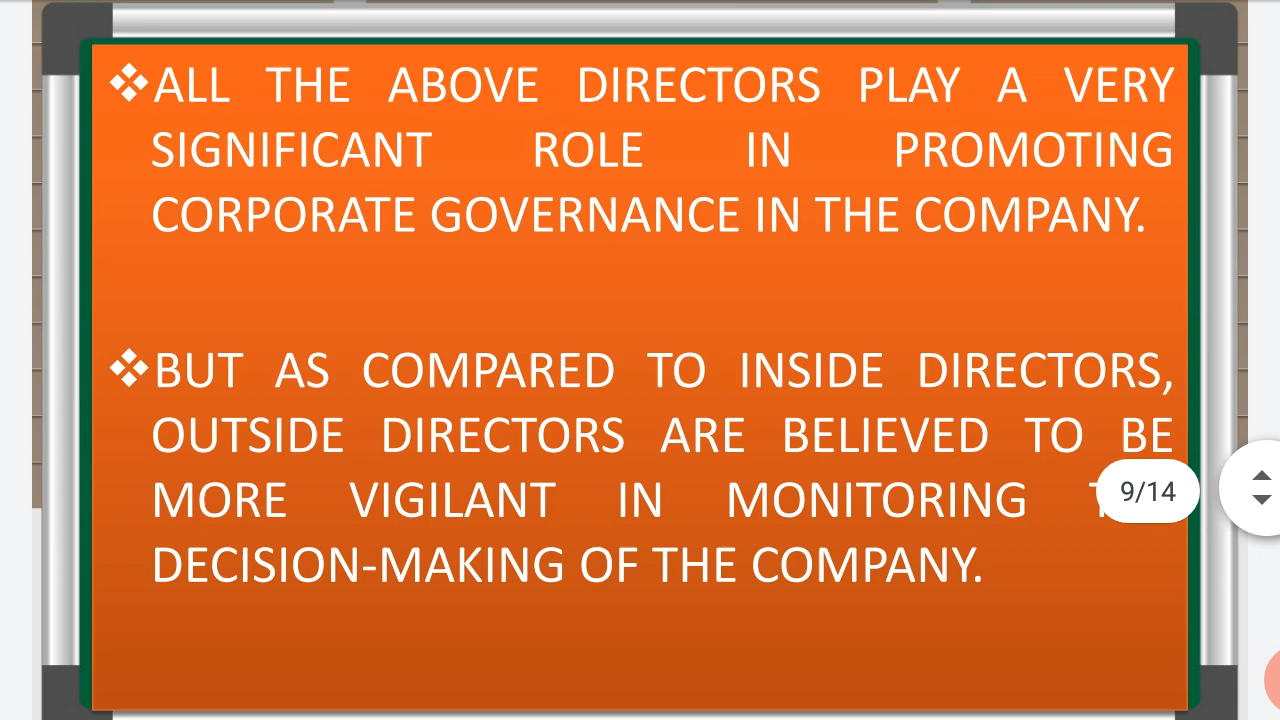 ❖ALL THE ABOVE DIRECTORS PLAY A VERY
SIGNIFICANT ROLE IN PROMOTING
CORPORATE GOVERNANCE IN THE COMPANY.
❖BUT AS COMPARED TO INSIDE DIRECTORS,
OUTSIDE DIRECTORS ARE BELIEVED TO BE
MORE VIGILANT IN MONITORING
9/14
DECISION-MAKING OF THE COMPANY.